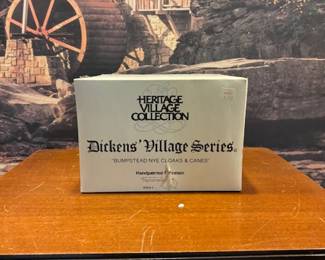 HERITAGE
VILLAGE
COLLECTION
Dickens' Village Series®
"BUMPSTEAD NYE CLOAKS & CANES"
Handpainted Porcelain